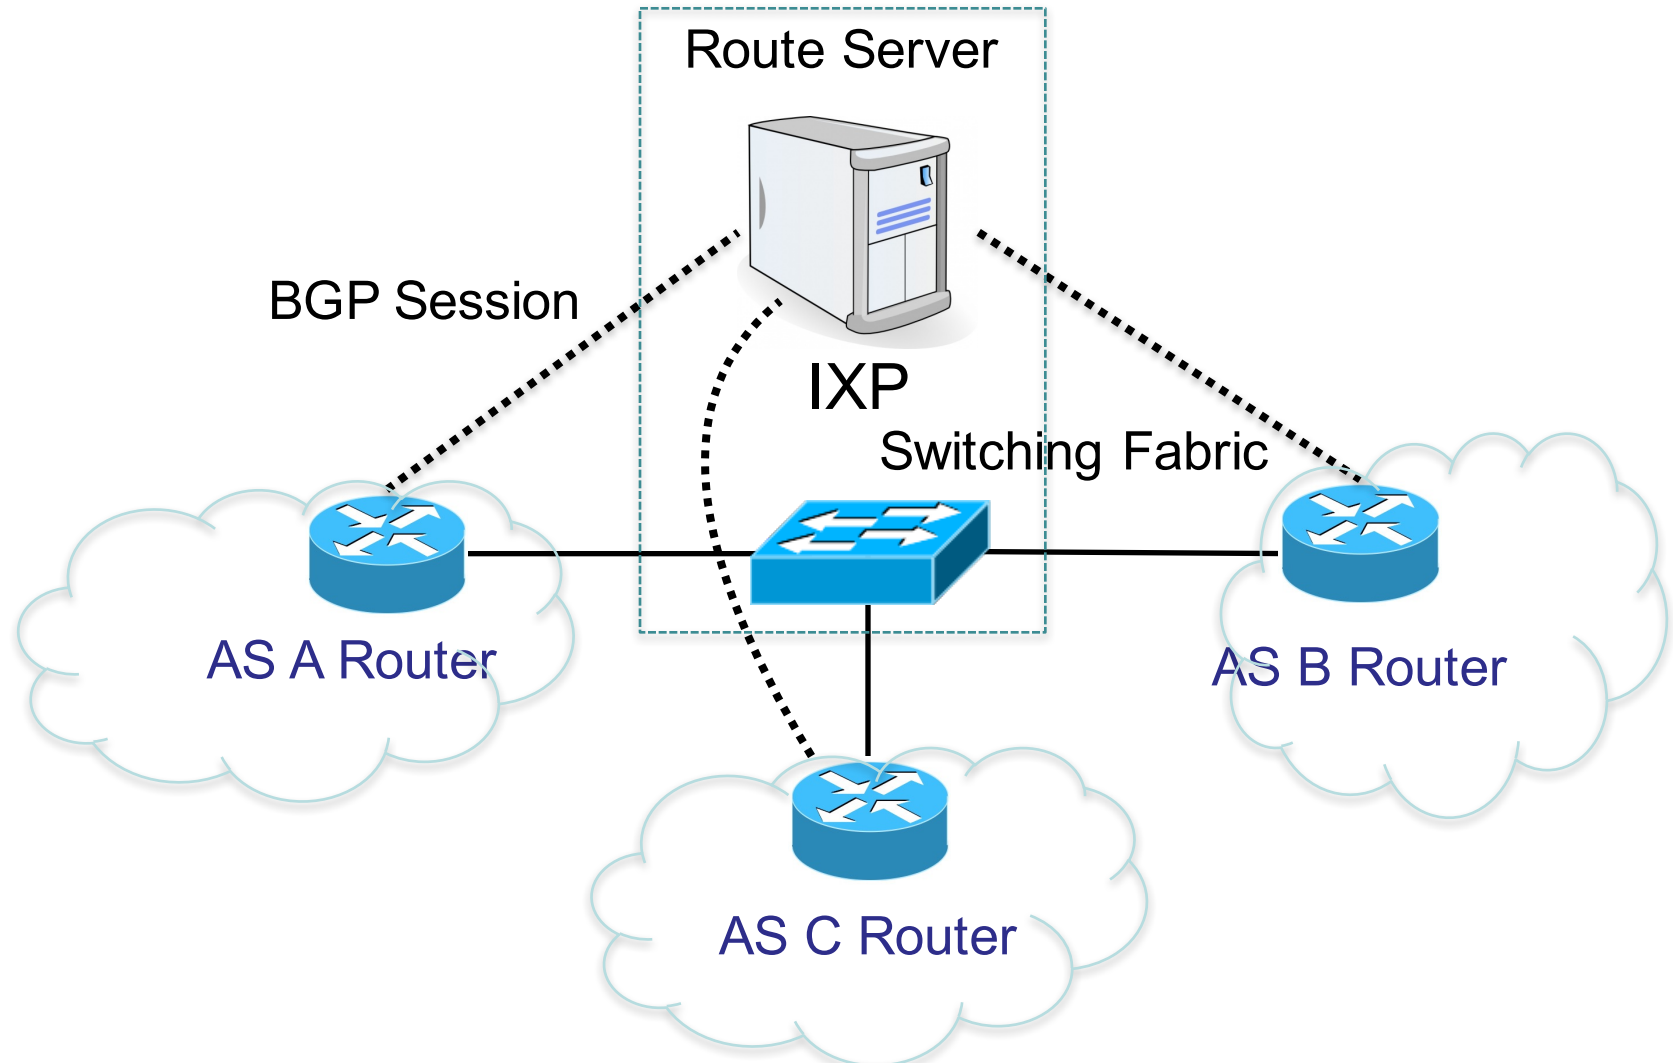 Route Server
BGP Session
IXP
Switching Fabric
AS A Router
AS B Router
AS C Router